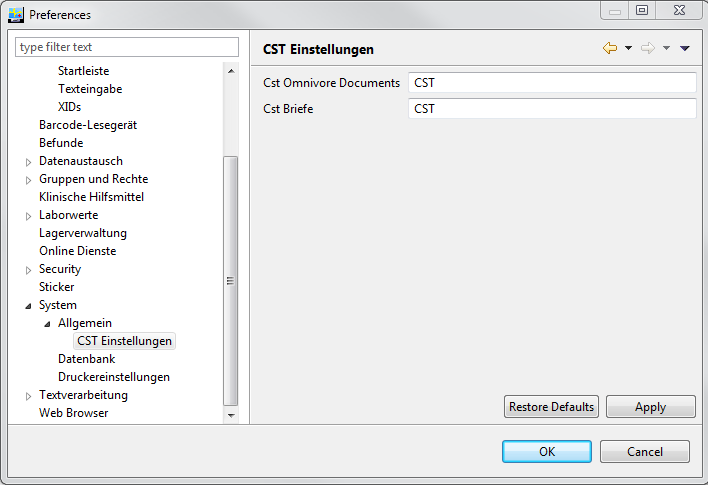 Preferences
type filter text
Startleiste
Texteingabe
XIDs
Barcode-Lesegerät
Befunde
Datenaustausch
Gruppen und Rechte
Klinische Hilfsmittel
Laborwerte
Lagerverwaltung
Online Dienste
Security
Sticker
System
Allgemein
CST Einstellungen
Datenbank
Druckereinstellungen
Textverarbeitung
Web Browser
CST Einstellungen
Cst Omnivore Documents CST
Cst Briefe CST
Restore Defaults Apply
OK Cancel